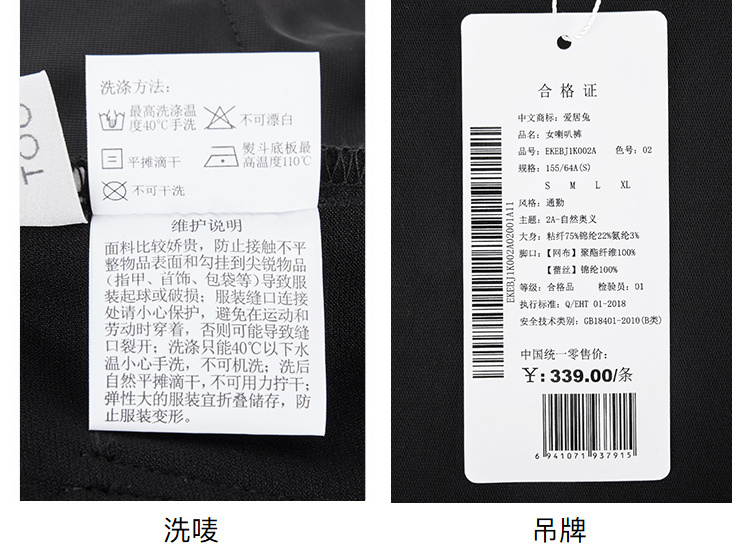 TOO
洗涤方法:
最高洗涤温
度40℃手洗
不可漂白
平摊滴干
熨斗底板最
高温度110℃
不可干洗
维护说明
面料比较娇贵,防止接触不平
整物品表面和勾挂到尖锐物品
(指甲、首饰、包袋等)导致服
装起球或破损;服装缝口连接
处请小心保护,避免在运动和
劳动时穿着,否则可能导致缝
口裂开;洗涤只能40℃以下水
温小心手洗,不可机洗;洗后
自然平摊滴干,不可用力拧干;
弹性大的服装宜折叠储存,防
止服装变形。
洗唛
合格证
中文商标:爱居兔
品名:女喇叭裤
品号:EKEBJ1K002A 色号:02
规格:155/64A(S)
S M L XL
风格:通勤
主题:2A-自然奥义
大身:粘纤75%锦纶22%氨纶3%
脚口:【网布】聚酯纤维100%
【蕾丝】锦纶100%
等级:合格品 检验员:01
执行标准:Q/EHT 01-2018
安全技术类别:GB18401-2010(B类)
中国统一零售价:
¥:339.00/条
6 941071 937915
EKEBJ1K002A02001A11
吊牌